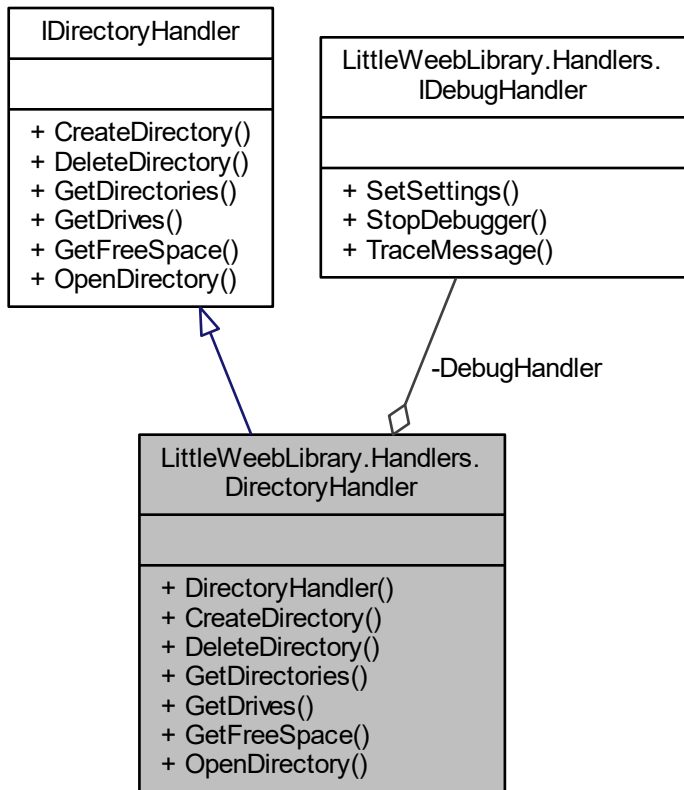 IDirectoryHandler
+ CreateDirectory()
+ DeleteDirectory()
+ GetDirectories()
+ GetDrives()
+ GetFreeSpace()
+ OpenDirectory()
LittleWeebLibrary.Handlers.
IDebugHandler
+ SetSettings()
+ StopDebugger()
+ TraceMessage()
-DebugHandler
LittleWeebLibrary.Handlers.
DirectoryHandler
+ DirectoryHandler()
+ CreateDirectory()
+ DeleteDirectory()
+ GetDirectories()
+ GetDrives()
+ GetFreeSpace()
+ OpenDirectory()